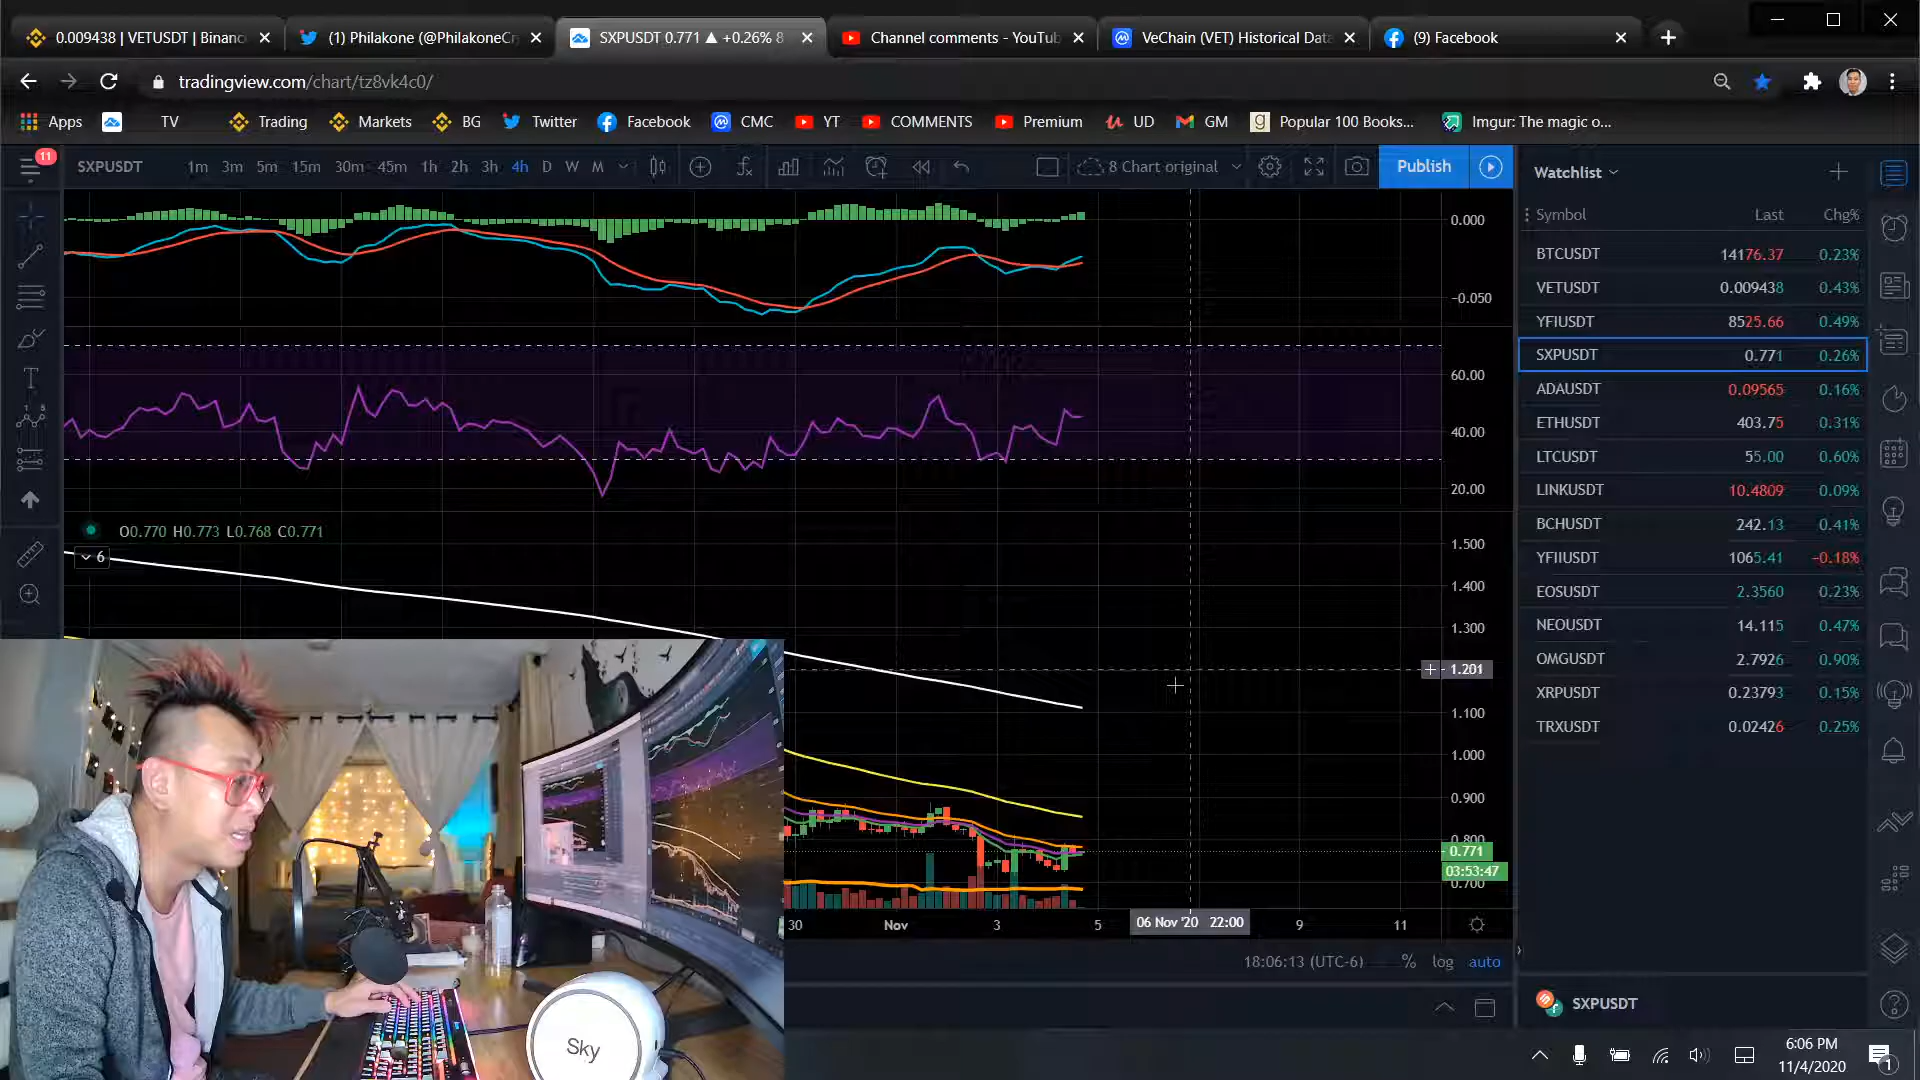 0.009438 | VETUSDT | Binanc
(1) Philakone (@PhilakoneCr
SXPUSDT 0.771 ▲ +0.26% 8
Channel comments - YouTub
VeChain (VET) Historical Data
(9) Facebook
tradingview.com/chart/tz8vk4c0/
Apps
TV
Trading
Markets
BG
Twitter
Facebook
CMC
YT
COMMENTS
Premium
UD
GM
Popular 100 Books...
Imgur: The magic o...
11
SXPUSDT
1m 3m 5m 15m 30m 45m 1h 2h 3h 4h D W M
8 Chart original
Publish
Watchlist
Symbol Last Chg%
BTCUSDT 14176.37 0.23%
VETUSDT 0.009438 0.43%
YFIUSDT 8525.66 0.49%
SXPUSDT 0.771 0.26%
ADAUSDT 0.09565 0.16%
ETHUSDT 403.75 0.31%
LTCUSDT 55.00 0.60%
LINKUSDT 10.4809 0.09%
BCHUSDT 242.13 0.41%
YFIIUSDT 1065.41 -0.18%
EOSUSDT 2.3560 0.23%
NEOUSDT 14.115 0.47%
OMGUSDT 2.7926 0.90%
XRPUSDT 0.23793 0.15%
TRXUSDT 0.02426 0.25%
0.000
-0.050
60.00
40.00
20.00
O0.770 H0.773 L0.768 C0.771
6
1.500
1.400
1.300
1.201
1.100
1.000
0.900
0.800
0.771
03:53:47
0.700
30 Nov 3 5 06 Nov '20 22:00 9 11
18:06:13 (UTC-6) % log auto
SXPUSDT
Sky
6:06 PM
11/4/2020
1